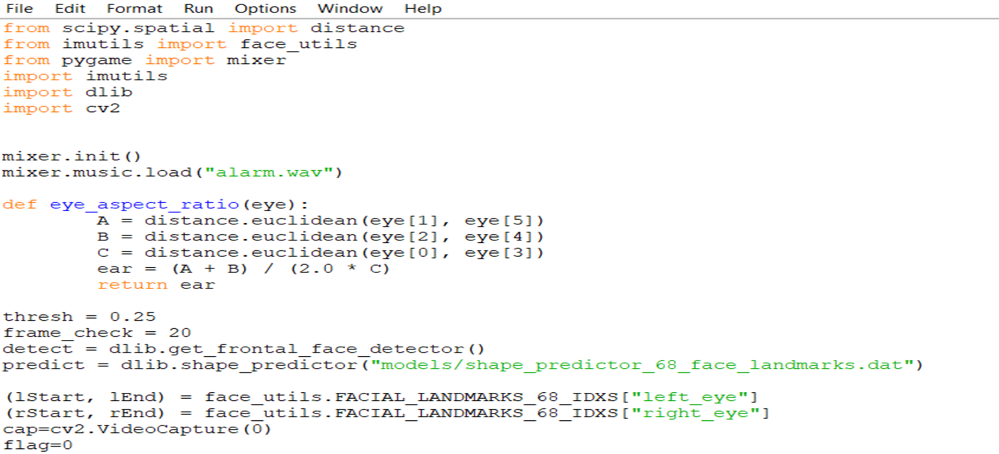 File Edit Format Run Options Window Help
from scipy.spatial import distance
from imutils import face_utils
from pygame import mixer
import imutils
import dlib
import cv2
mixer.init()
mixer.music.load("alarm.wav")
def eye_aspect_ratio(eye):
        A = distance.euclidean(eye[1], eye[5])
        B = distance.euclidean(eye[2], eye[4])
        C = distance.euclidean(eye[0], eye[3])
        ear = (A + B) / (2.0 * C)
        return ear
thresh = 0.25
frame_check = 20
detect = dlib.get_frontal_face_detector()
predict = dlib.shape_predictor("models/shape_predictor_68_face_landmarks.dat")
(lStart, lEnd) = face_utils.FACIAL_LANDMARKS_68_IDXS["left_eye"]
(rStart, rEnd) = face_utils.FACIAL_LANDMARKS_68_IDXS["right_eye"]
cap=cv2.VideoCapture(0)
flag=0